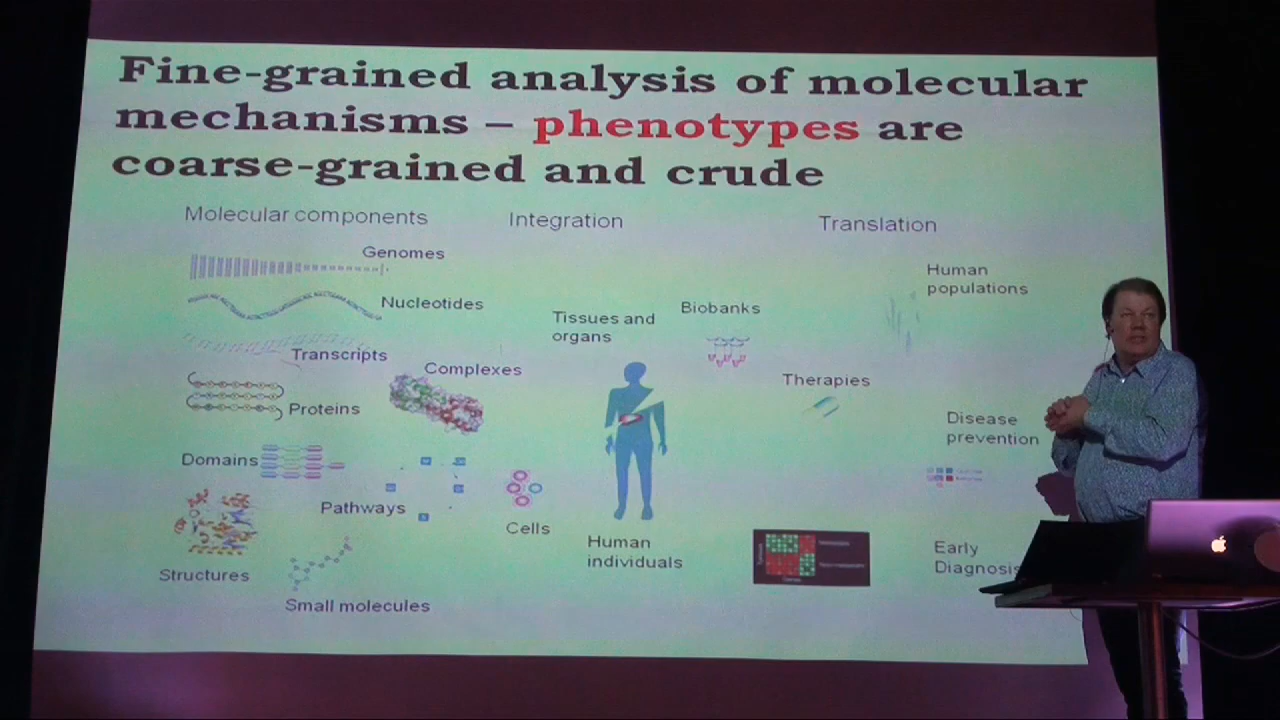 Fine-grained analysis of molecular
mechanisms – phenotypes are
coarse-grained and crude
Molecular components
Integration
Translation
Genomes
Nucleotides
Transcripts
Proteins
Complexes
Domains
Pathways
Structures
Small molecules
Cells
Tissues and
organs
Human
individuals
Biobanks
Therapies
Human
populations
Disease
prevention
Early
Diagnosis